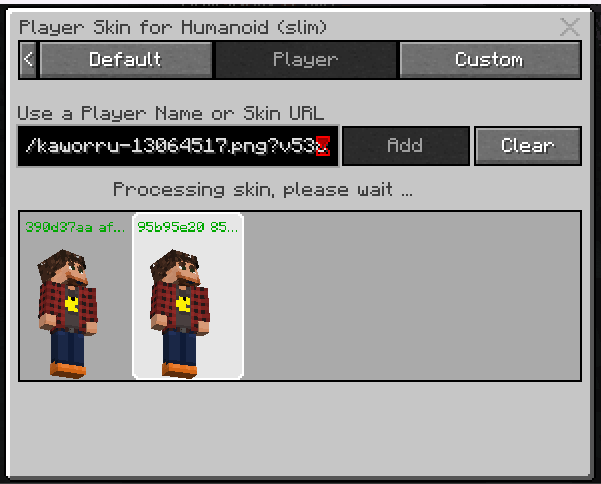 Player Skin for Humanoid (slim)
< Default Player Custom
Use a Player Name or Skin URL
/kaworru-13064517.png?v53 Add Clear
Processing skin, please wait ...
390d37aa af... 95b95e20 85...